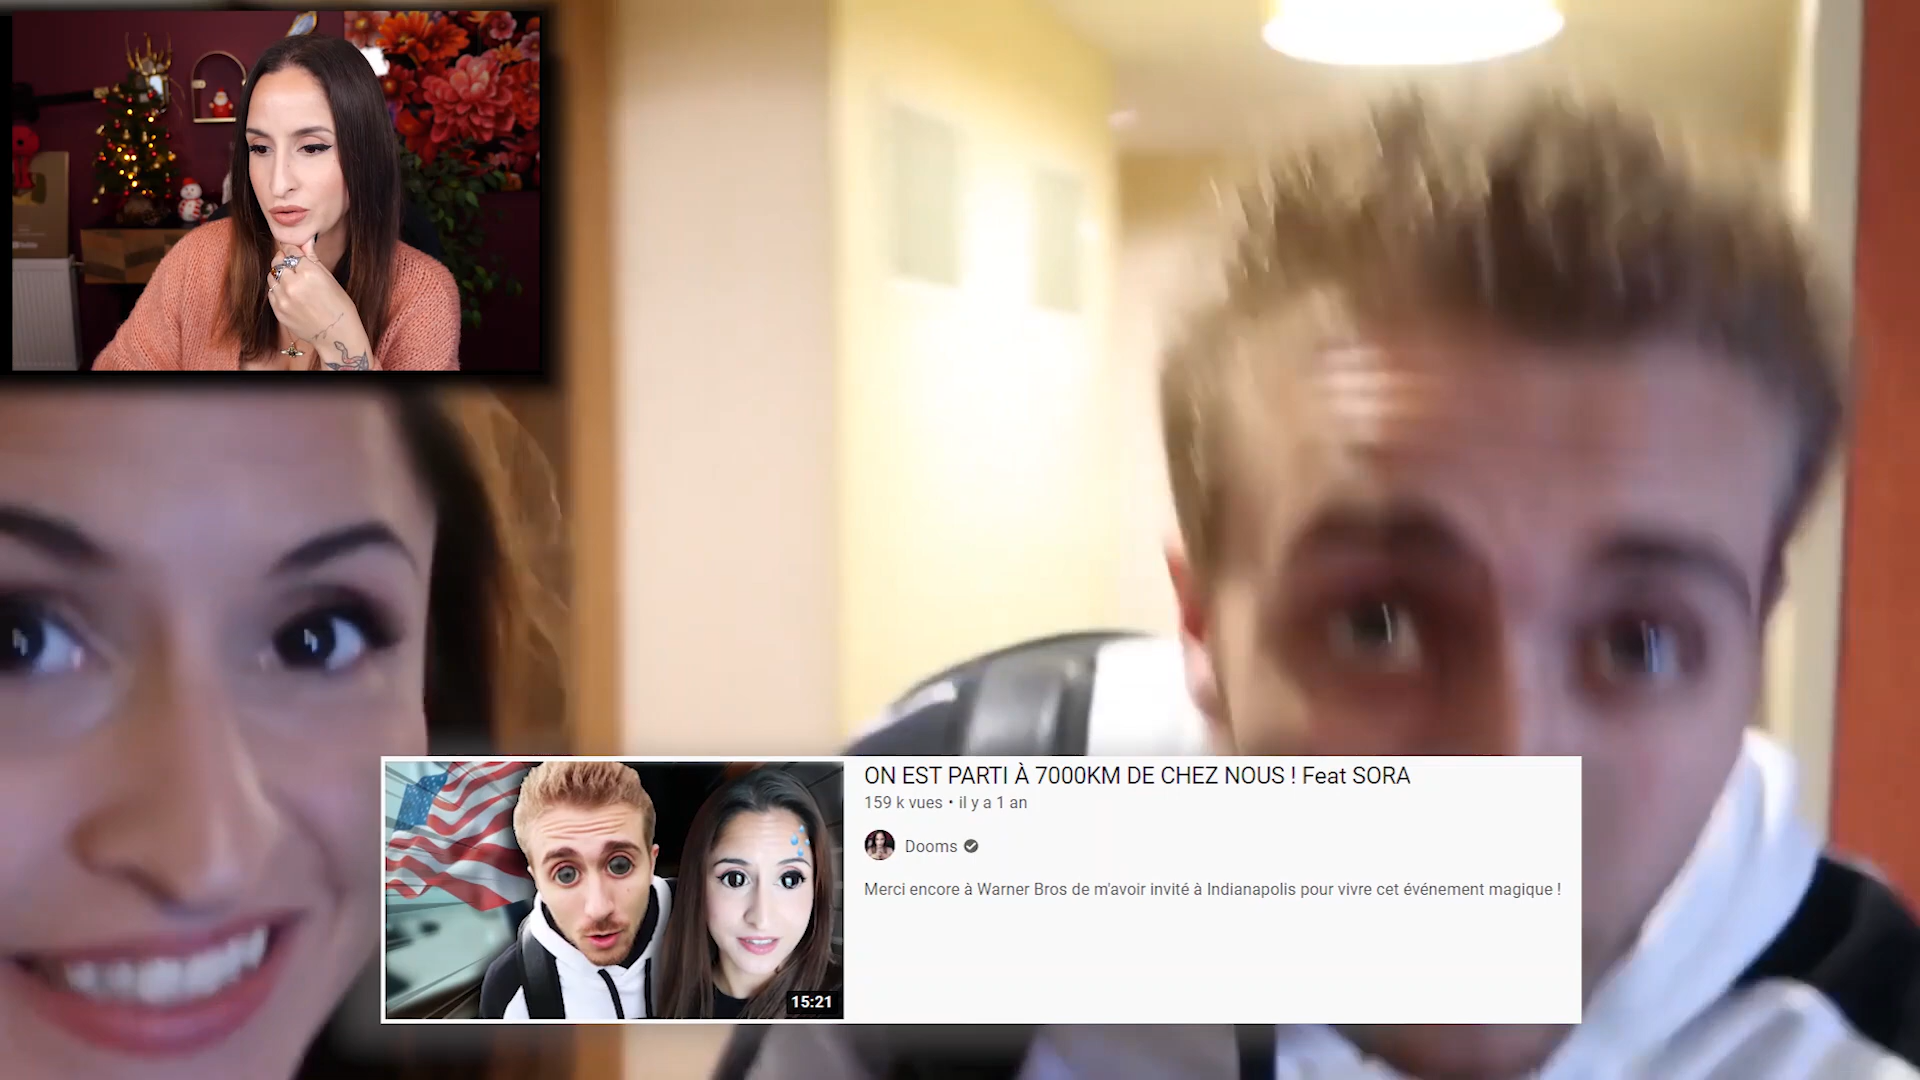 ON EST PARTI À 7000KM DE CHEZ NOUS ! Feat SORA
159 k vues • il y a 1 an
Dooms
Merci encore à Warner Bros de m'avoir invité à Indianapolis pour vivre cet événement magique !
15:21